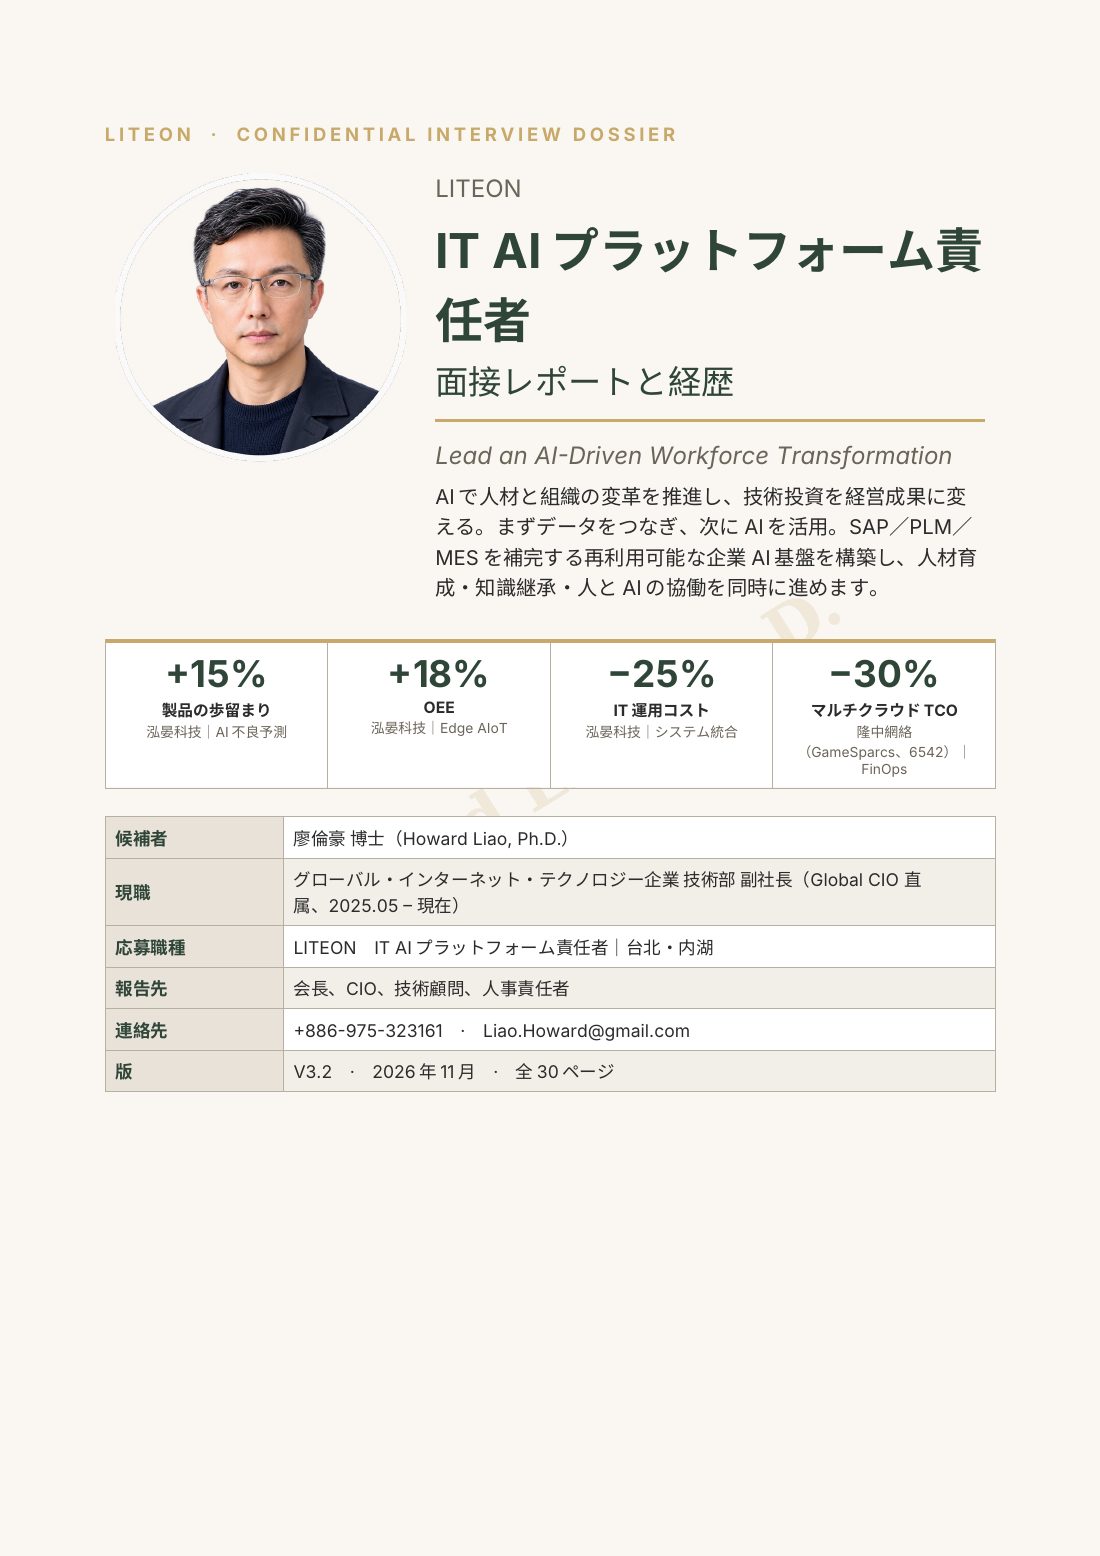 LITEON · CONFIDENTIAL INTERVIEW DOSSIER
LITEON
IT AI プラットフォーム責
任者
面接レポートと経歴
Lead an AI-Driven Workforce Transformation
AI で人材と組織の変革を推進し、技術投資を経営成果に変
える。まずデータをつなぎ、次に AI を活用。SAP／PLM／
MES を補完する再利用可能な企業 AI 基盤を構築し、人材育
成・知識継承・人と AI の協働を同時に進めます。
D.
+15%
製品の歩留まり
泓晏科技｜AI 不良予測
+18%
OEE
泓晏科技｜Edge AIoT
−25%
IT 運用コスト
泓晏科技｜システム統合
−30%
マルチクラウド TCO
隆中網絡
（GameSparcs、6542）｜
FinOps
候補者 廖倫豪 博士（Howard Liao, Ph.D.）
現職 グローバル・インターネット・テクノロジー企業 技術部 副社長（Global CIO 直
属、2025.05 – 現在）
応募職種 LITEON　IT AI プラットフォーム責任者｜台北・内湖
報告先 会長、CIO、技術顧問、人事責任者
連絡先 +886-975-323161　·　Liao.Howard@gmail.com
版 V3.2　·　2026 年 11 月　·　全 30 ページ